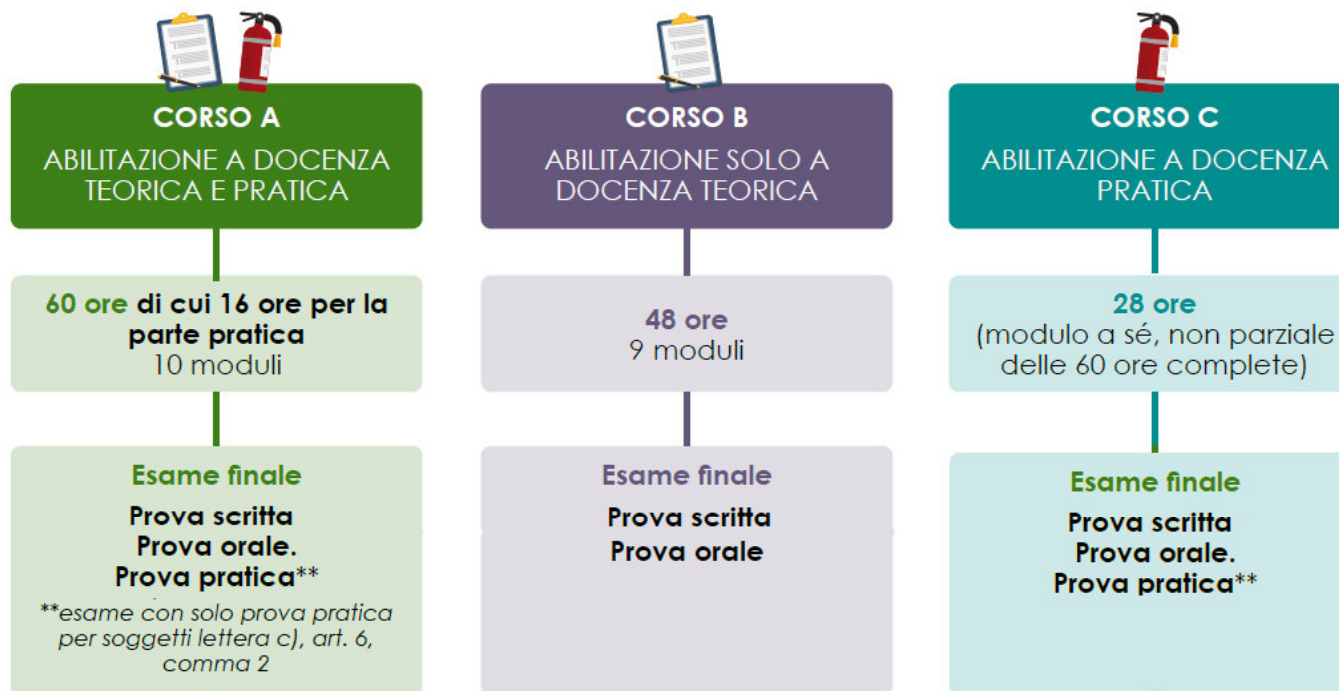 CORSO A
ABILITAZIONE A DOCENZA
TEORICA E PRATICA
60 ore di cui 16 ore per la
parte pratica
10 moduli
Esame finale
Prova scritta
Prova orale.
Prova pratica**
**esame con solo prova pratica
per soggetti lettera c), art. 6,
comma 2
CORSO B
ABILITAZIONE SOLO A
DOCENZA TEORICA
48 ore
9 moduli
Esame finale
Prova scritta
Prova orale
CORSO C
ABILITAZIONE A DOCENZA
PRATICA
28 ore
(modulo a sé, non parziale
delle 60 ore complete)
Esame finale
Prova scritta
Prova orale.
Prova pratica**